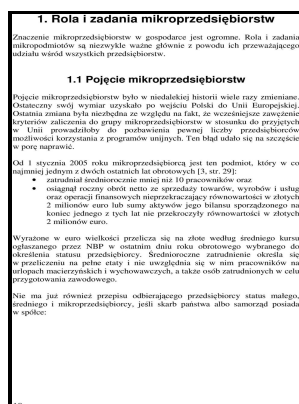 1. Rola i zadania mikroprzedsiębiorstw
Znaczenie mikroprzedsiębiorstw w gospodarce jest ogromne. Rola i zadania
mikropodmiotów są niezwykle ważne głównie z powodu ich przeważającego
udziału wśród wszystkich przedsiębiorstw.
1.1 Pojęcie mikroprzedsiębiorstw
Pojęcie mikroprzedsiębiorstw było w niedalekiej historii wiele razy zmieniane.
Ostateczny swój wymiar uzyskało po wejściu Polski do Unii Europejskiej.
Ostatnia zmiana była niezbędna ze względu na fakt, że wcześniejsze zawężenie
kryteriów zaliczenia do grupy mikroprzedsiębiorstw w stosunku do przyjętych
w Unii prowadziłoby do pozbawienia pewnej liczby przedsiębiorców
możliwości korzystania z programów unijnych. Ten błąd udało się na szczęście
w porę naprawić.
Od 1 stycznia 2005 roku mikroprzedsiębiorcą jest ten podmiot, który w co
najmniej jednym z dwóch ostatnich lat obrotowych [3, str. 29]:
• zatrudniał średniorocznie mniej niż 10 pracowników oraz
• osiągnął roczny obrót netto ze sprzedaży towarów, wyrobów i usług
oraz operacji finansowych nieprzekraczający równowartości w złotych
2 milionów euro lub sumy aktywów jego bilansu sporządzonego na
koniec jednego z tych lat nie przekroczyły równowartości w złotych
2 milionów euro.
Wyrażone w euro wielkości przelicza się na złote według średniego kursu
ogłaszanego przez NBP w ostatnim dniu roku obrotowego wybranego do
określenia statusu przedsiębiorcy. Średnioroczne zatrudnienie określa się
w przeliczeniu na pełne etaty i nie uwzględnia się w nim pracowników na
urlopach macierzyńskich i wychowawczych, a także osób zatrudnionych w celu
przygotowania zawodowego.
Nie ma już również przepisu odbierającego przedsiębiorcy status małego,
średniego i mikroprzedsiębiorcy, jeśli skarb państwa albo samorząd posiada
w spółce: